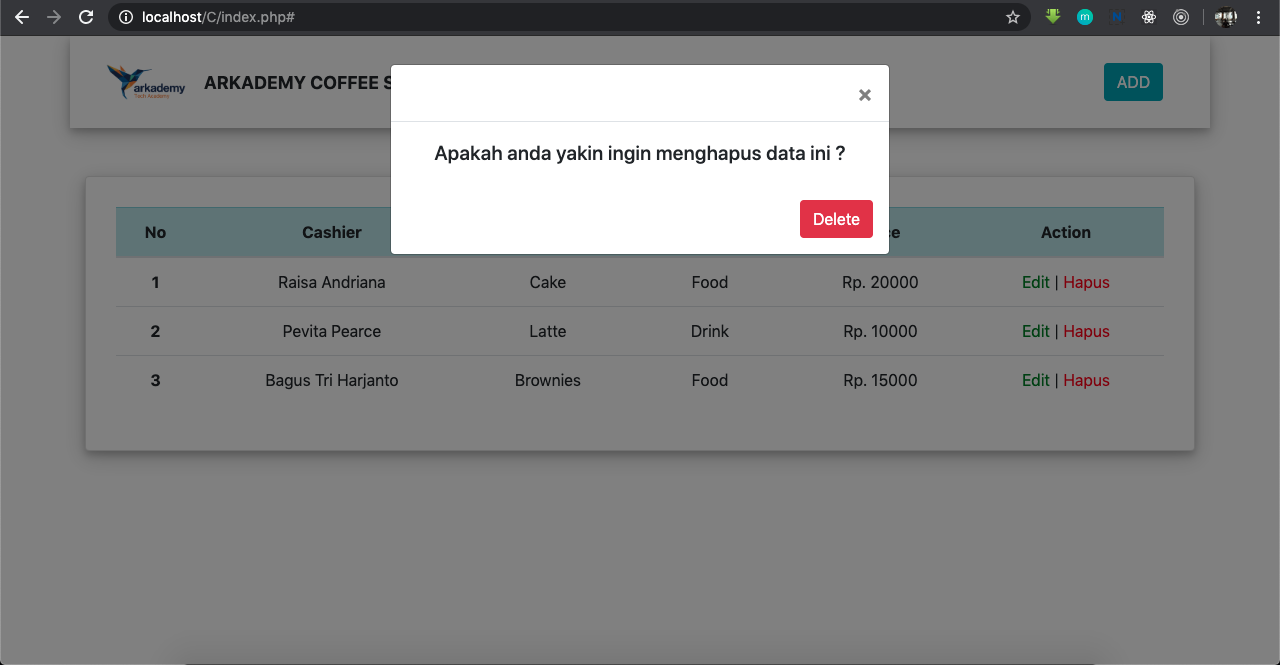 localhost/C/index.php#
arkademy
Tech Academy
ARKADEMY COFFEE S
ADD
×
Apakah anda yakin ingin menghapus data ini ?
Delete
No Cashier ce Action
1 Raisa Andriana Cake Food Rp. 20000 Edit | Hapus
2 Pevita Pearce Latte Drink Rp. 10000 Edit | Hapus
3 Bagus Tri Harjanto Brownies Food Rp. 15000 Edit | Hapus